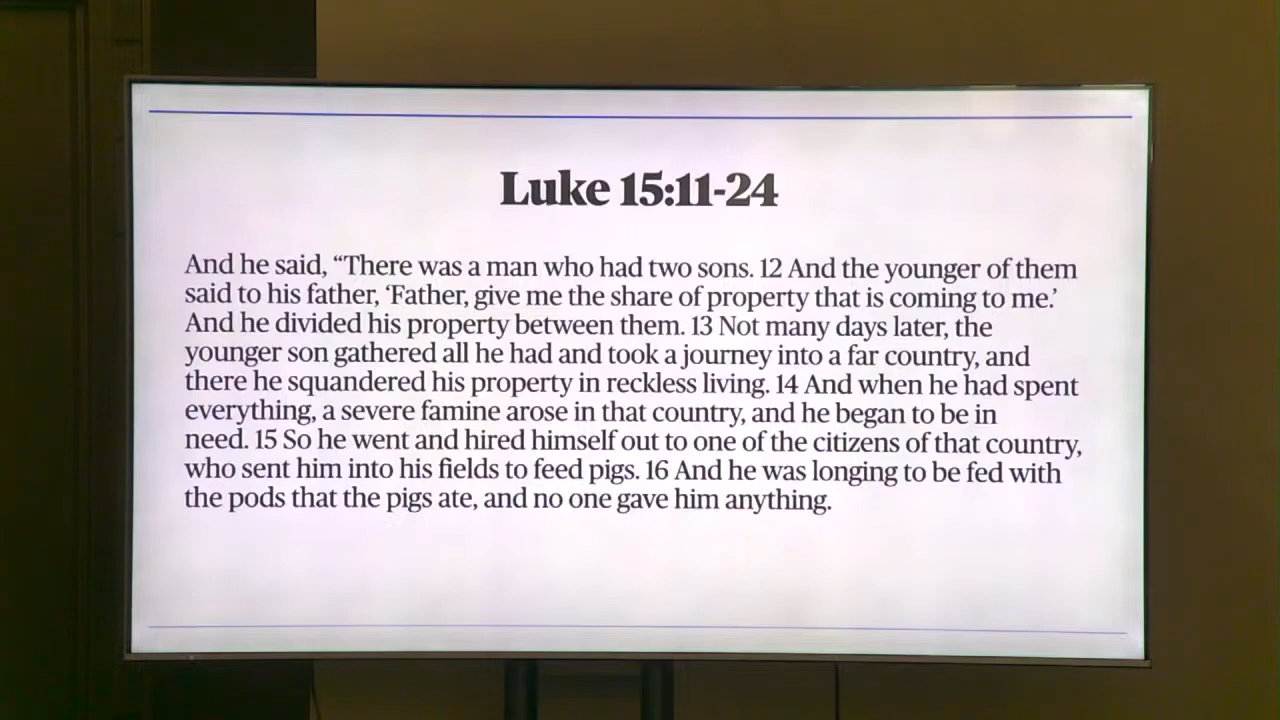 Luke 15:11-24
And he said, “There was a man who had two sons. 12 And the younger of them
said to his father, ‘Father, give me the share of property that is coming to me.’
And he divided his property between them. 13 Not many days later, the
younger son gathered all he had and took a journey into a far country, and
there he squandered his property in reckless living. 14 And when he had spent
everything, a severe famine arose in that country, and he began to be in
need. 15 So he went and hired himself out to one of the citizens of that country,
who sent him into his fields to feed pigs. 16 And he was longing to be fed with
the pods that the pigs ate, and no one gave him anything.